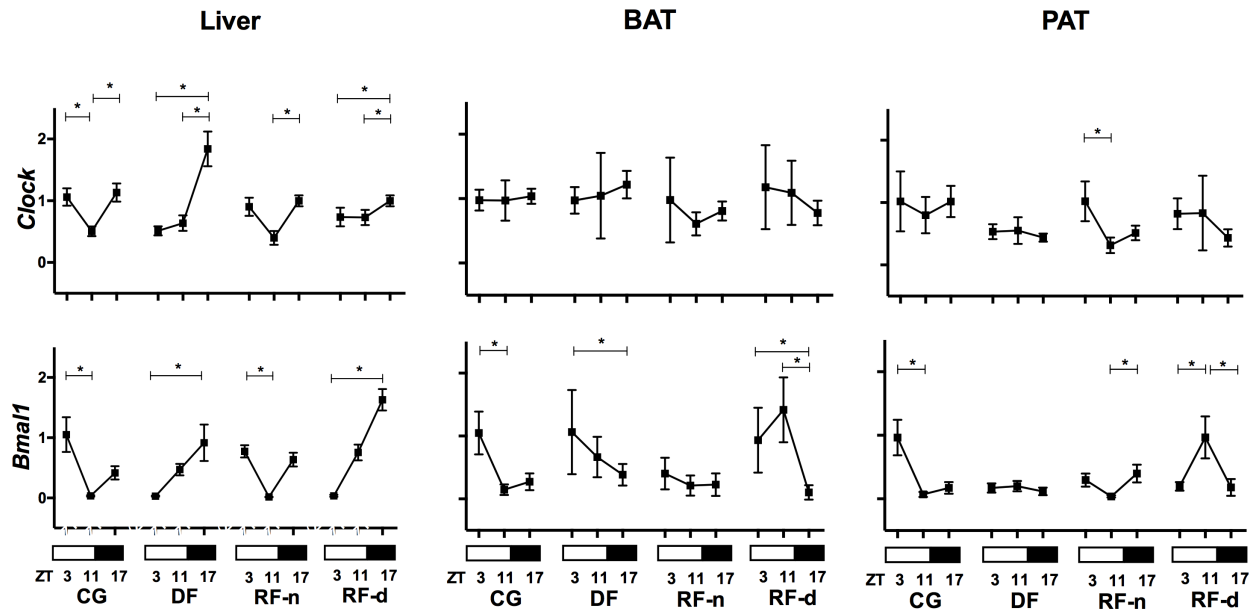 Liver BAT PAT
* * * * * * * *
Clock
2
1
0
* * * * * * * * * * * *
Bmal1
2
1
0
ZT 3 11 17 3 11 17 3 11 17 3 11 17 3 11 17 3 11 17 3 11 17 3 11 17 3 11 17 3 11 17 3 11 17 3 11 17
CG DF RF-n RF-d CG DF RF-n RF-d CG DF RF-n RF-d